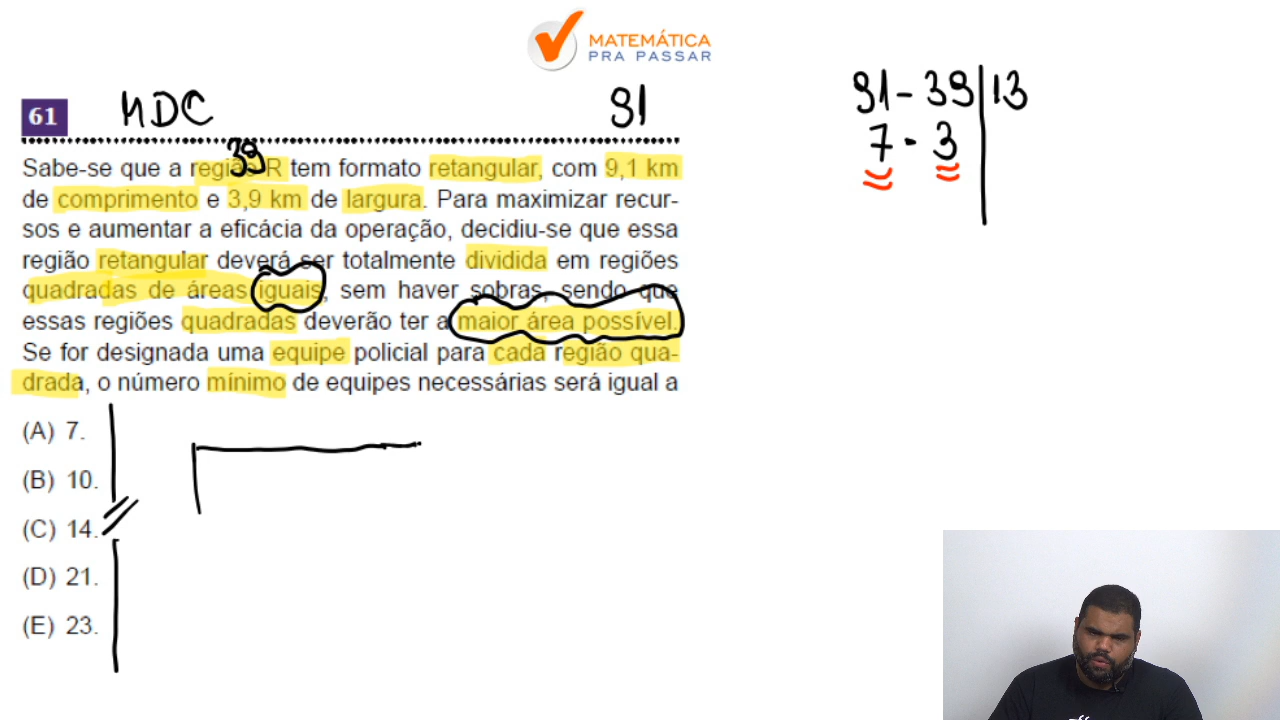 MATEMÁTICA
PRA PASSAR
61
MDC
91
39
Sabe-se que a região R tem formato retangular, com 9,1 km
de comprimento e 3,9 km de largura. Para maximizar recur-
sos e aumentar a eficácia da operação, decidiu-se que essa
região retangular deverá ser totalmente dividida em regiões
quadradas de áreas iguais, sem haver sobras, sendo que
essas regiões quadradas deverão ter a maior área possível.
Se for designada uma equipe policial para cada região qua-
drada, o número mínimo de equipes necessárias será igual a
(A) 7.
(B) 10.
(C) 14.
(D) 21.
(E) 23.
91 - 39 | 13
7 - 3